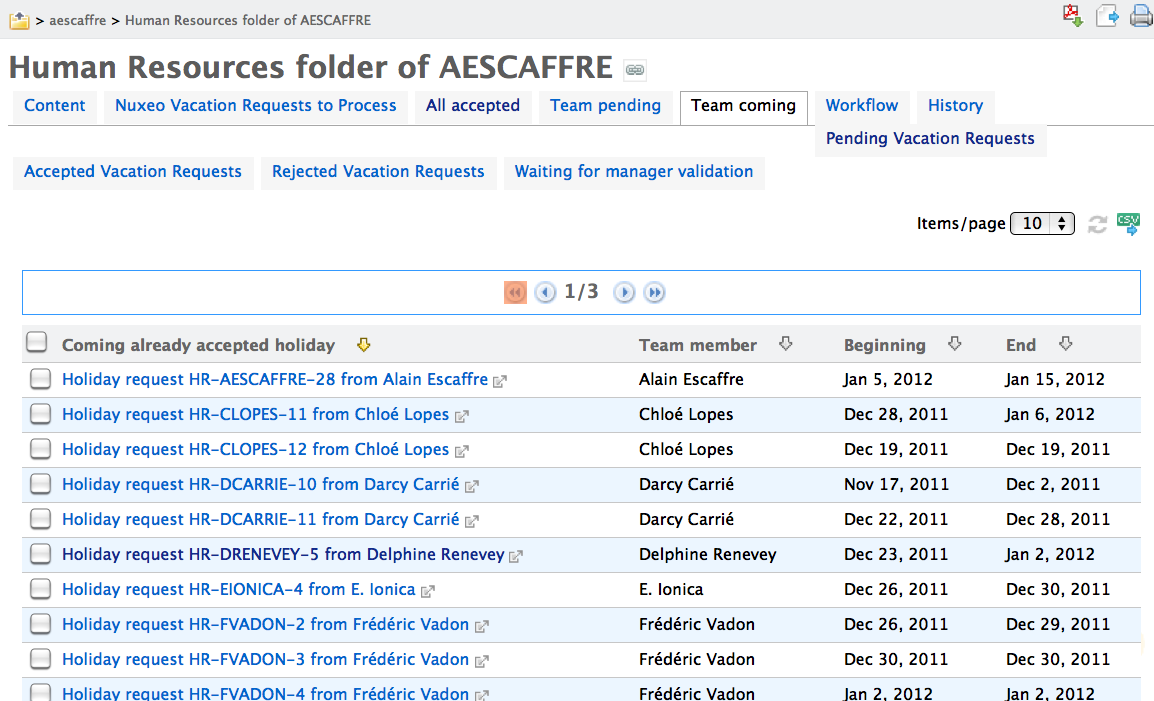 > aescaffre > Human Resources folder of AESCAFFRE
Human Resources folder of AESCAFFRE
Content Nuxeo Vacation Requests to Process All accepted Team pending Team coming Workflow History
Pending Vacation Requests
Accepted Vacation Requests Rejected Vacation Requests Waiting for manager validation
Items/page 10 CSV
1/3
Coming already accepted holiday Team member Beginning End
Holiday request HR-AESCAFFRE-28 from Alain Escaffre Alain Escaffre Jan 5, 2012 Jan 15, 2012
Holiday request HR-CLOPES-11 from Chloé Lopes Chloé Lopes Dec 28, 2011 Jan 6, 2012
Holiday request HR-CLOPES-12 from Chloé Lopes Chloé Lopes Dec 19, 2011 Dec 19, 2011
Holiday request HR-DCARRIE-10 from Darcy Carrié Darcy Carrié Nov 17, 2011 Dec 2, 2011
Holiday request HR-DCARRIE-11 from Darcy Carrié Darcy Carrié Dec 22, 2011 Dec 28, 2011
Holiday request HR-DRENEVEY-5 from Delphine Renevey Delphine Renevey Dec 23, 2011 Jan 2, 2012
Holiday request HR-EIONICA-4 from E. Ionica E. Ionica Dec 26, 2011 Dec 30, 2011
Holiday request HR-FVADON-2 from Frédéric Vadon Frédéric Vadon Dec 26, 2011 Dec 29, 2011
Holiday request HR-FVADON-3 from Frédéric Vadon Frédéric Vadon Dec 30, 2011 Dec 30, 2011
Holiday request HR-FVADON-4 from Frédéric Vadon Frédéric Vadon Jan 2, 2012 Jan 2, 2012